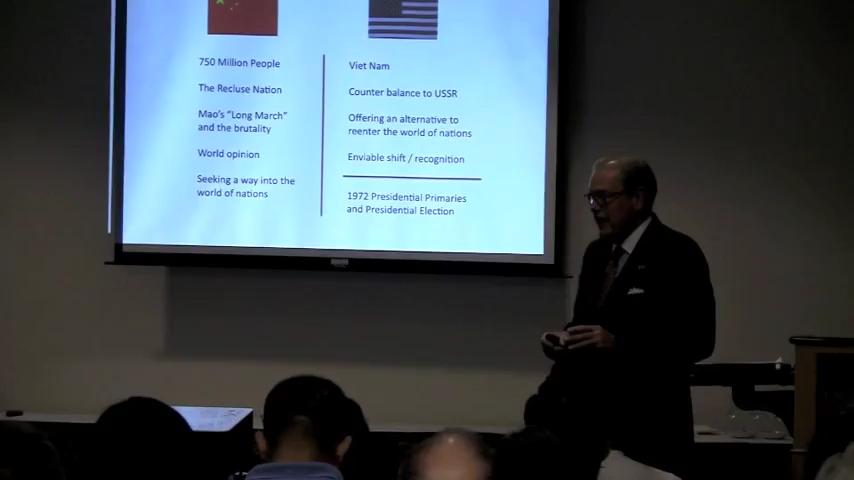 750 Million People
The Recluse Nation
Mao's "Long March"
and the brutality
World opinion
Seeking a way into the
world of nations
Viet Nam
Counter balance to USSR
Offering an alternative to
reenter the world of nations
Enviable shift / recognition
1972 Presidential Primaries
and Presidential Election